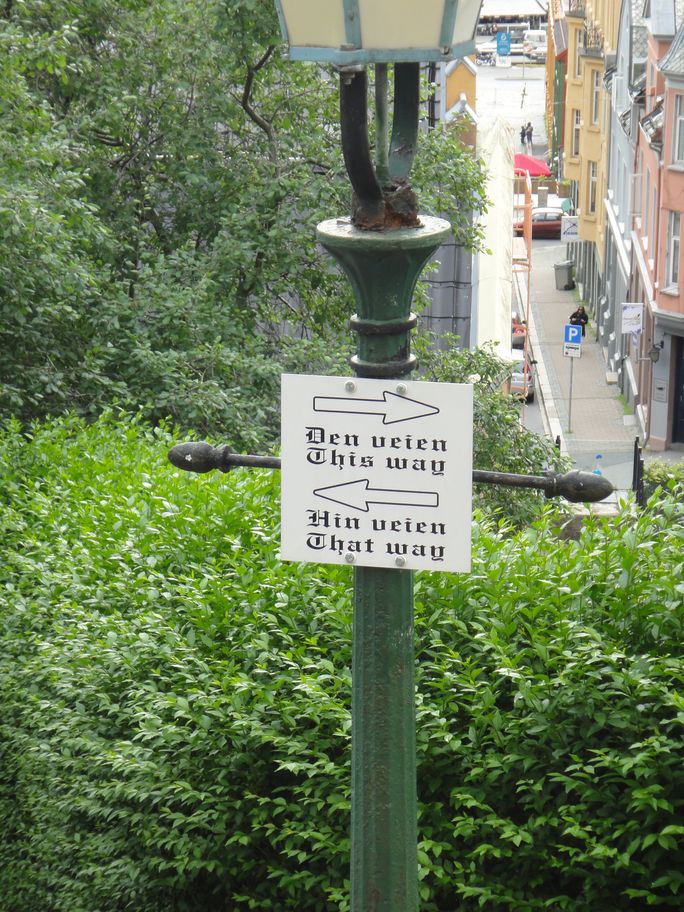 Den veien
This way
Hin veien
That way
P